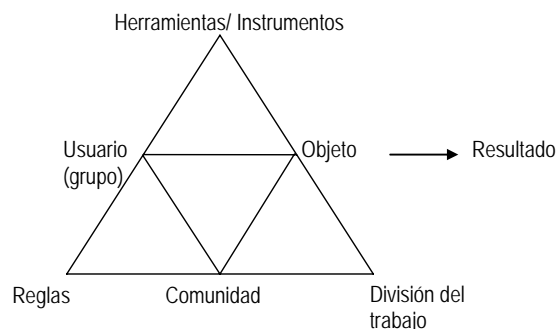 Herramientas/ Instrumentos
Usuario
(grupo)
Objeto
Resultado
Reglas
Comunidad
División del
trabajo